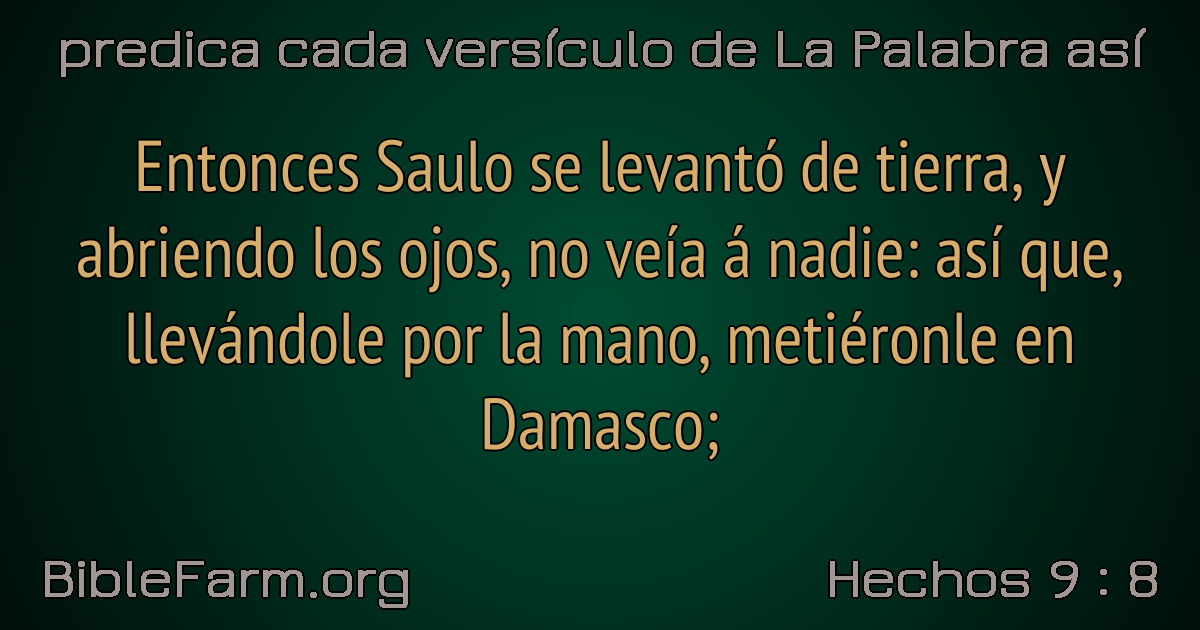 predica cada versículo de La Palabra así
Entonces Saulo se levantó de tierra, y
abriendo los ojos, no veía á nadie: así que,
llevándole por la mano, metiéronle en
Damasco;
BibleFarm.org
Hechos 9 : 8